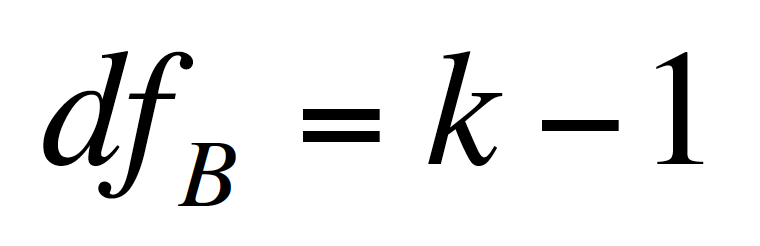 df_B = k − 1